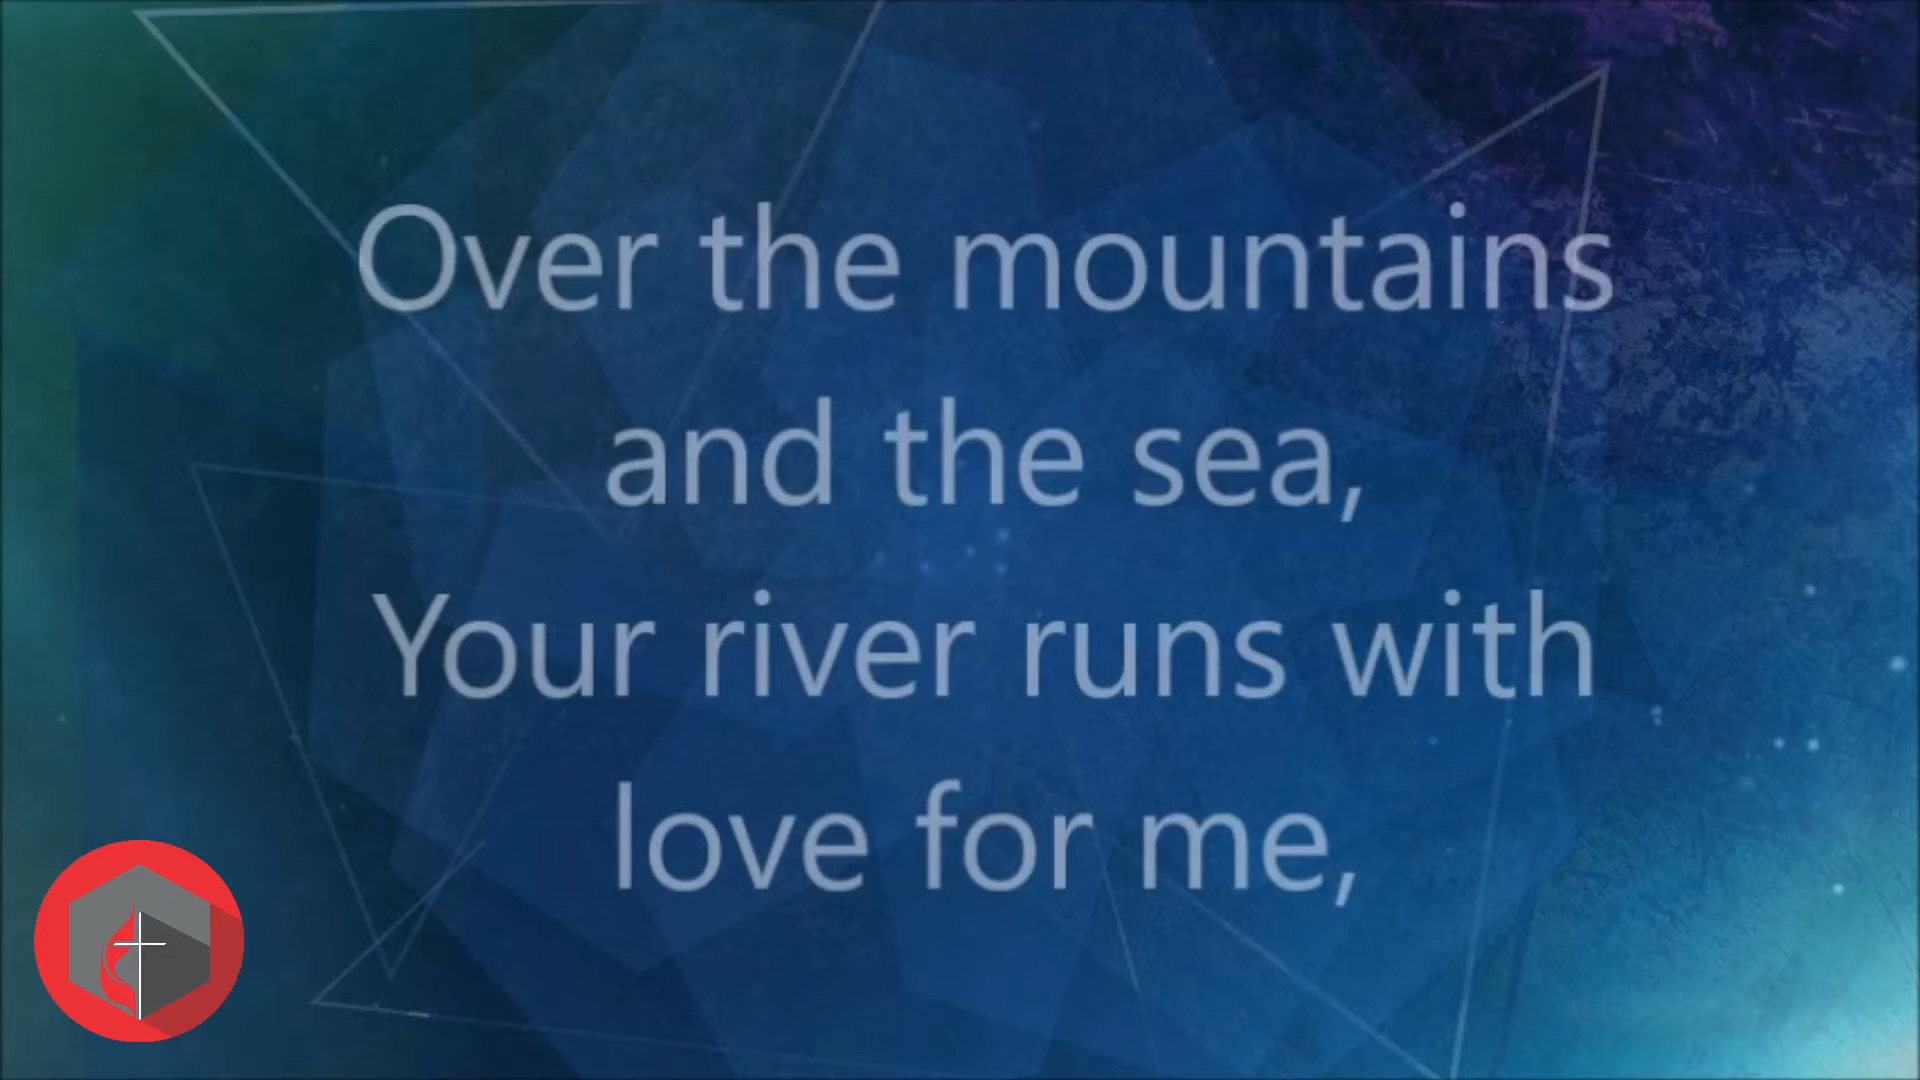 Over the mountains
and the sea,
Your river runs with
love for me,